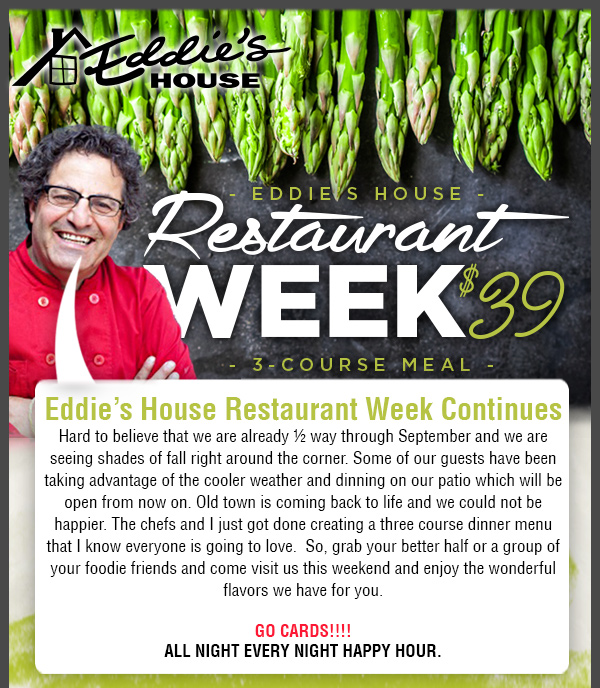 Eddie's
HOUSE
- EDDIE'S HOUSE -
Restaurant
WEEK $39
- 3-COURSE MEAL -
Eddie's House Restaurant Week Continues
Hard to believe that we are already ½ way through September and we are
seeing shades of fall right around the corner. Some of our guests have been
taking advantage of the cooler weather and dinning on our patio which will be
open from now on. Old town is coming back to life and we could not be
happier. The chefs and I just got done creating a three course dinner menu
that I know everyone is going to love.  So, grab your better half or a group of
your foodie friends and come visit us this weekend and enjoy the wonderful
flavors we have for you.
GO CARDS!!!!
ALL NIGHT EVERY NIGHT HAPPY HOUR.